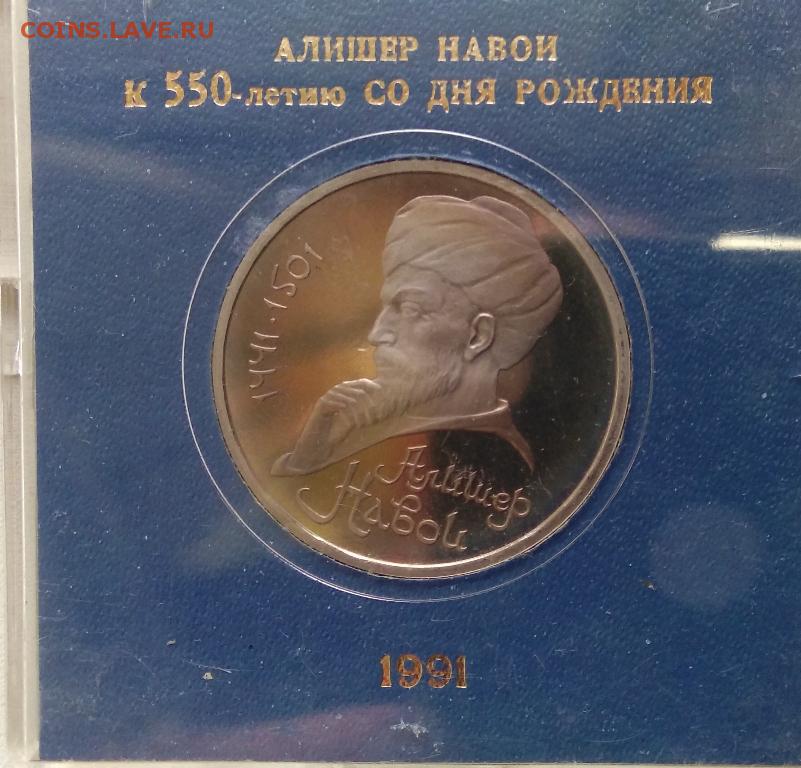 COINS.LAVE.RU
АЛИШЕР НАВОИ
К 550-летию СО ДНЯ РОЖДЕНИЯ
1441·1501
Алишер
Навои
1991